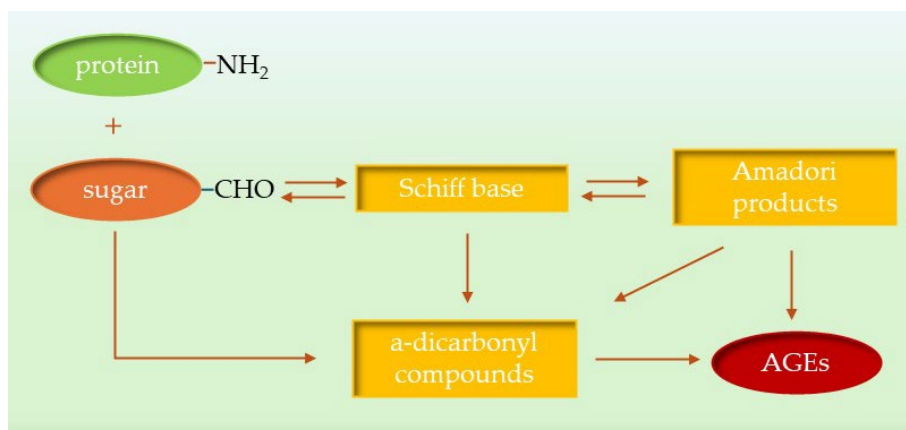 protein
-NH₂
+
sugar
-CHO
Schiff base
Amadori
products
a-dicarbonyl
compounds
AGEs